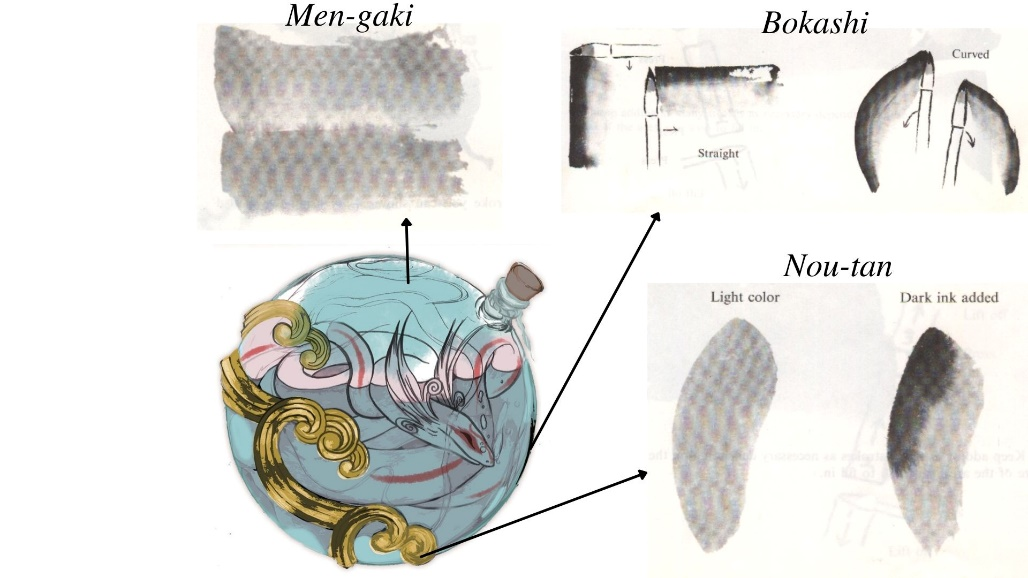 Men-gaki
Bokashi
Curved
Straight
Nou-tan
Light color
Dark ink added